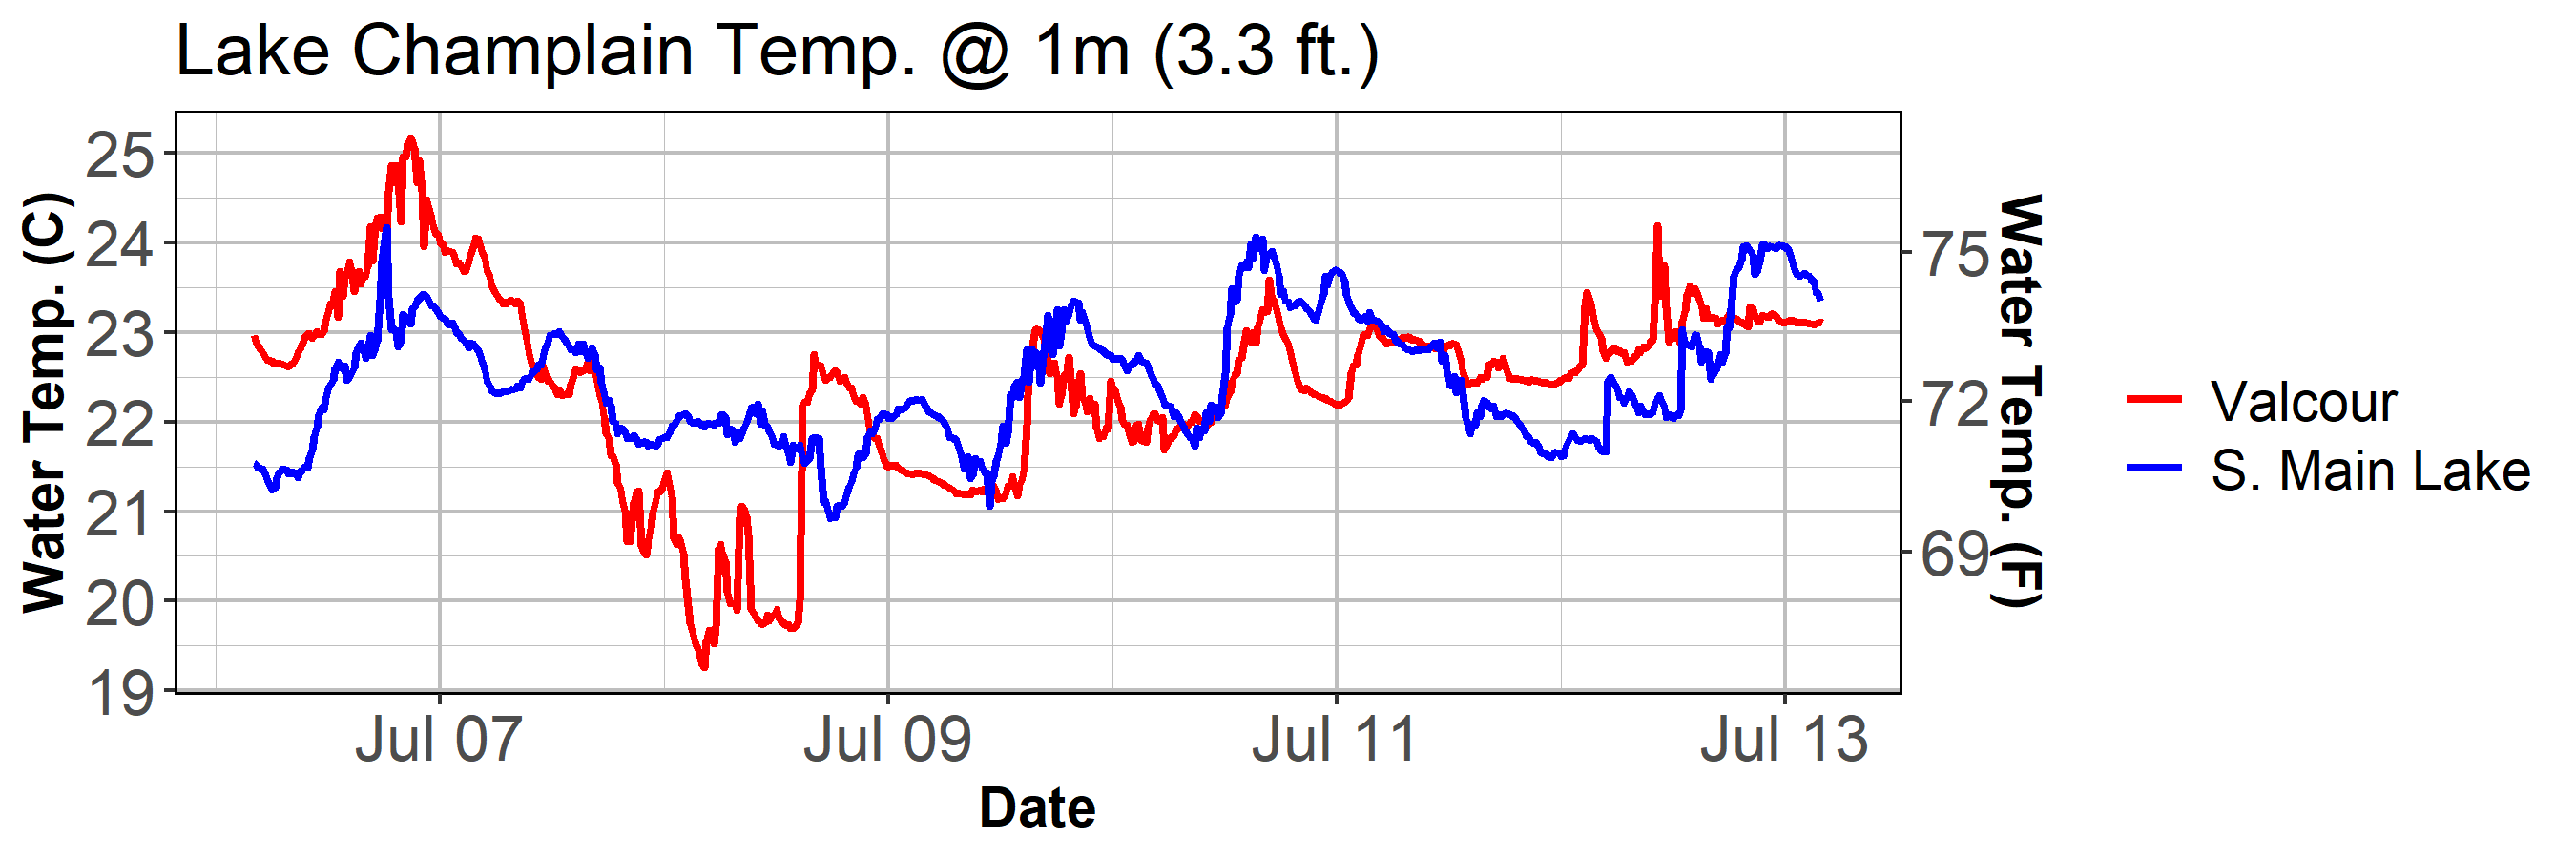 Lake Champlain Temp. @ 1m (3.3 ft.)
Water Temp. (C)
25
24
23
22
21
20
19
75
72
69
Water Temp. (F)
Jul 07
Jul 09
Jul 11
Jul 13
Date
Valcour
S. Main Lake